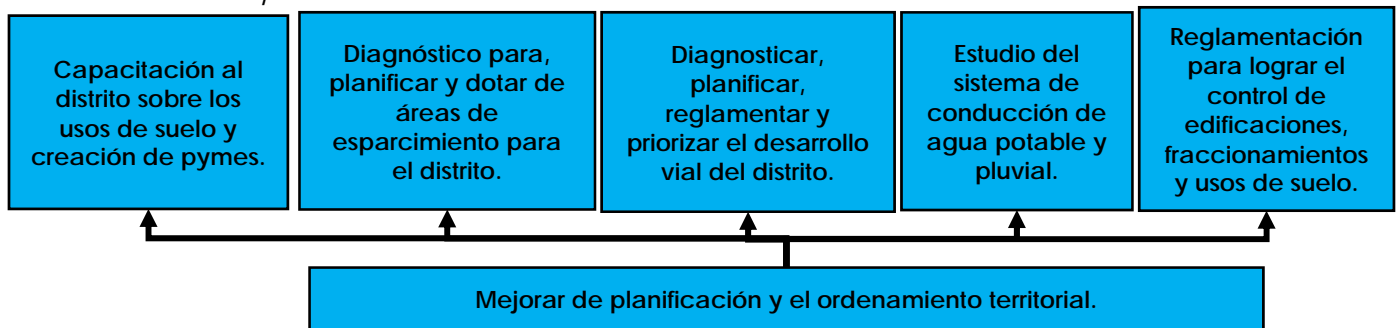 Capacitación al
distrito sobre los
usos de suelo y
creación de pymes.
Diagnóstico para,
planificar y dotar de
áreas de
esparcimiento para
el distrito.
Diagnosticar,
planificar,
reglamentar y
priorizar el desarrollo
vial del distrito.
Estudio del
sistema de
conducción de
agua potable y
pluvial.
Reglamentación
para lograr el
control de
edificaciones,
fraccionamientos
y usos de suelo.
Mejorar de planificación y el ordenamiento territorial.